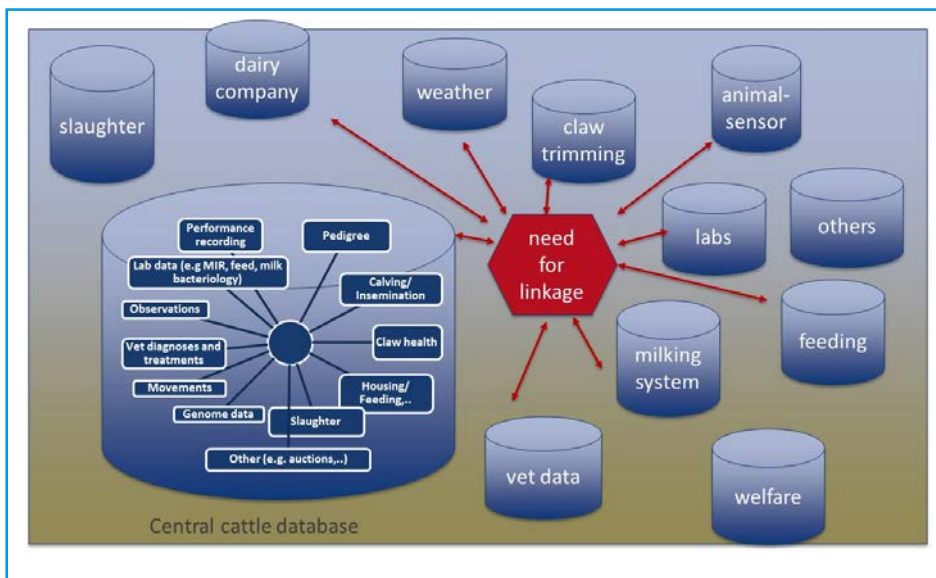 slaughter
dairy
company
weather
claw
trimming
animal-
sensor
need
for
linkage
labs
others
milking
system
feeding
vet data
welfare
Performance
recording
Pedigree
Lab data (e.g MIR, feed, milk
bacteriology)
Calving/
Insemination
Observations
Claw health
Vet diagnoses and
treatments
Movements
Housing/
Feeding,..
Genome data
Slaughter
Other (e.g. auctions,..)
Central cattle database